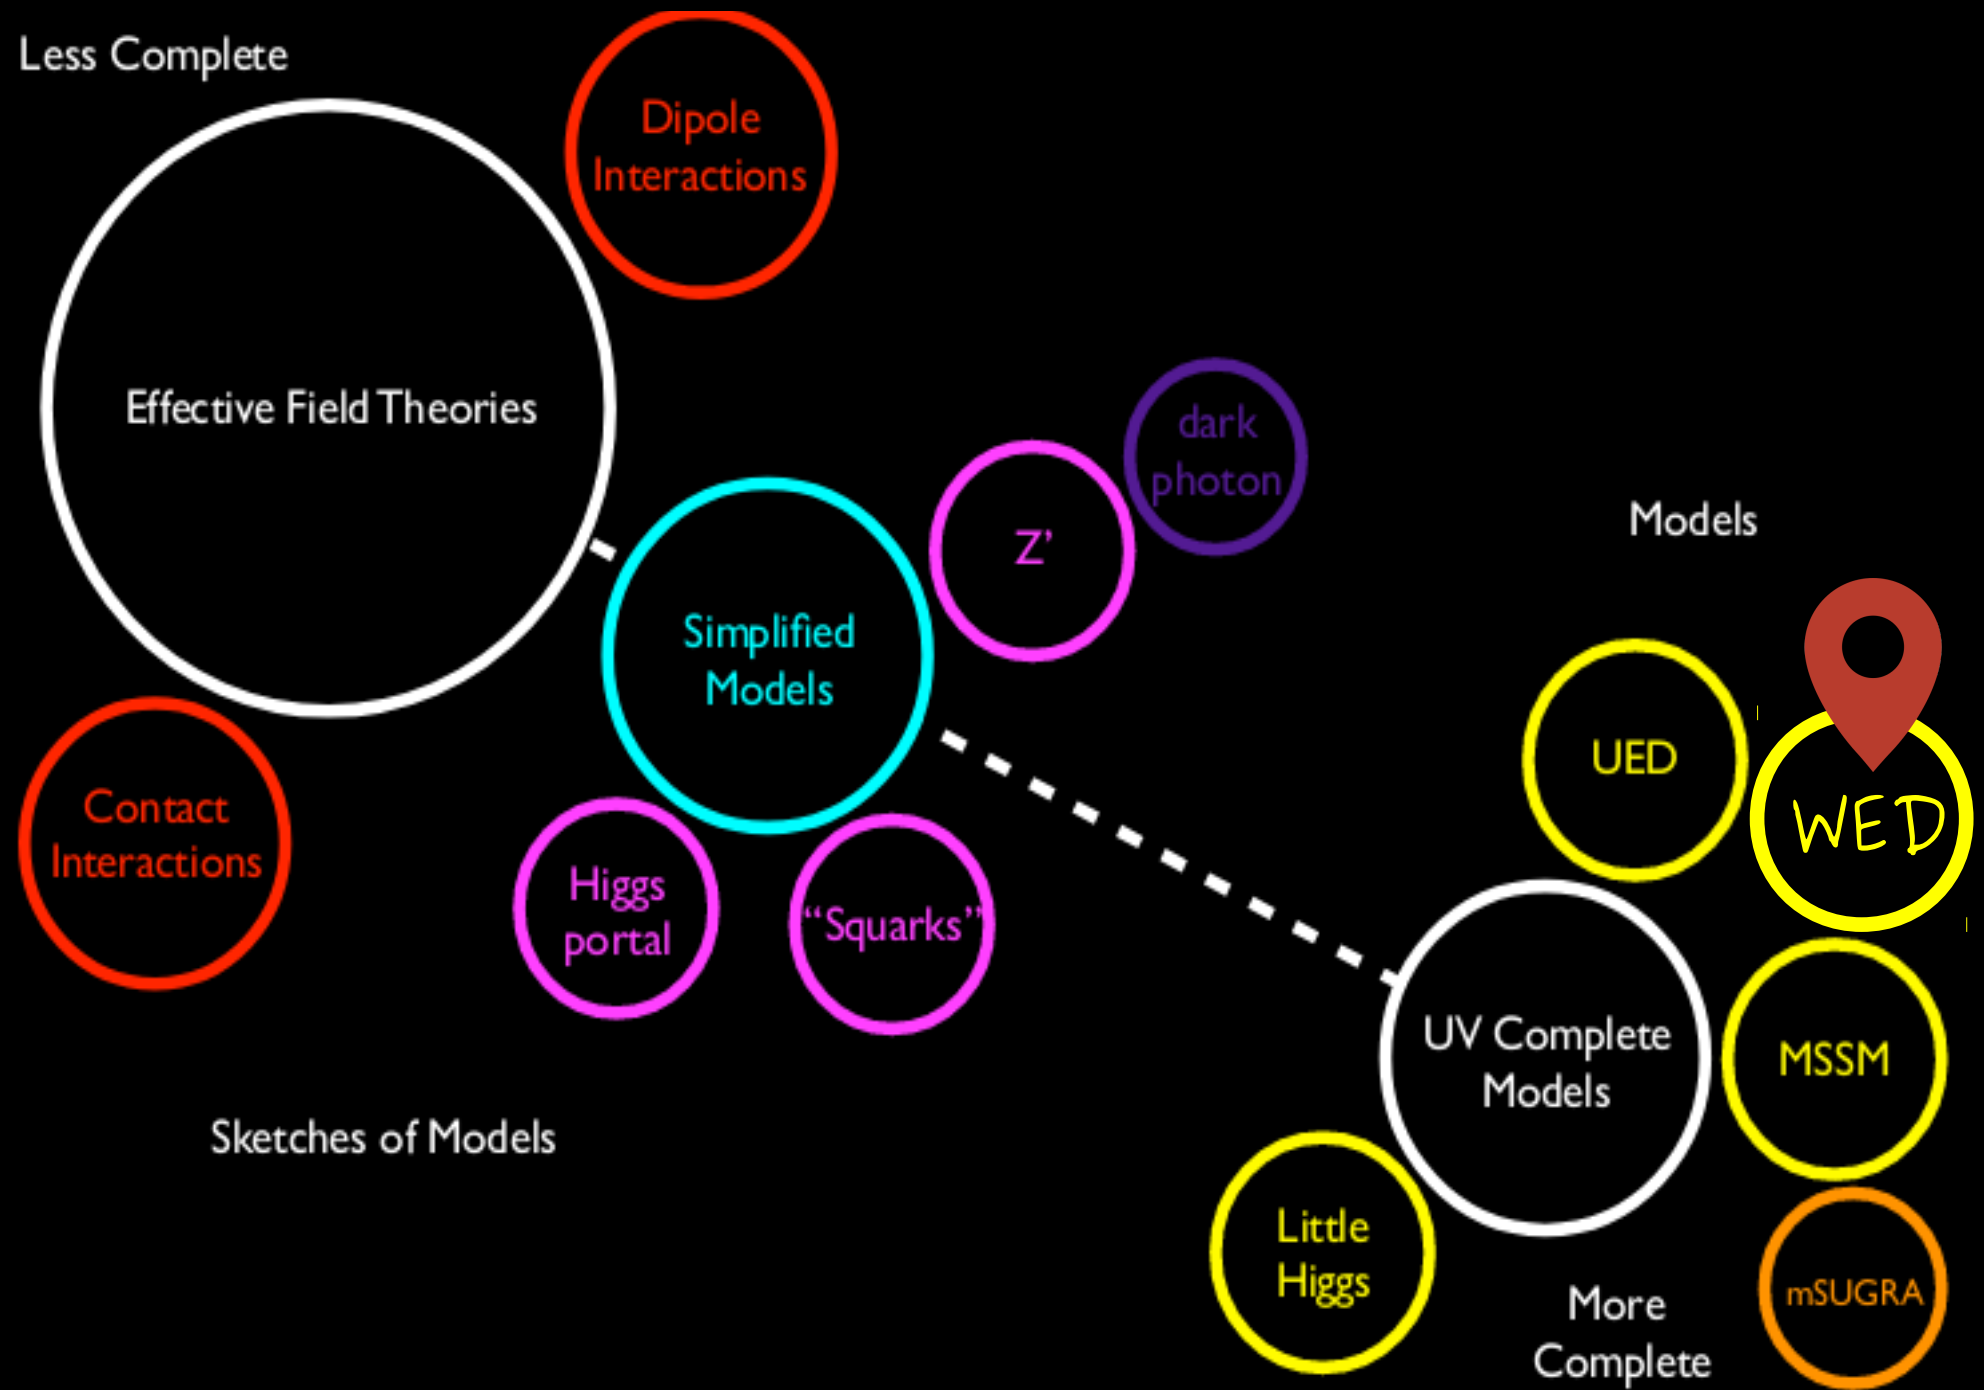 Less Complete
Dipole
Interactions
Effective Field Theories
dark
photon
Z’
Models
Simplified
Models
UED
WED
Contact
Interactions
Higgs
portal
“Squarks”
UV Complete
Models
MSSM
Sketches of Models
Little
Higgs
More
Complete
mSUGRA